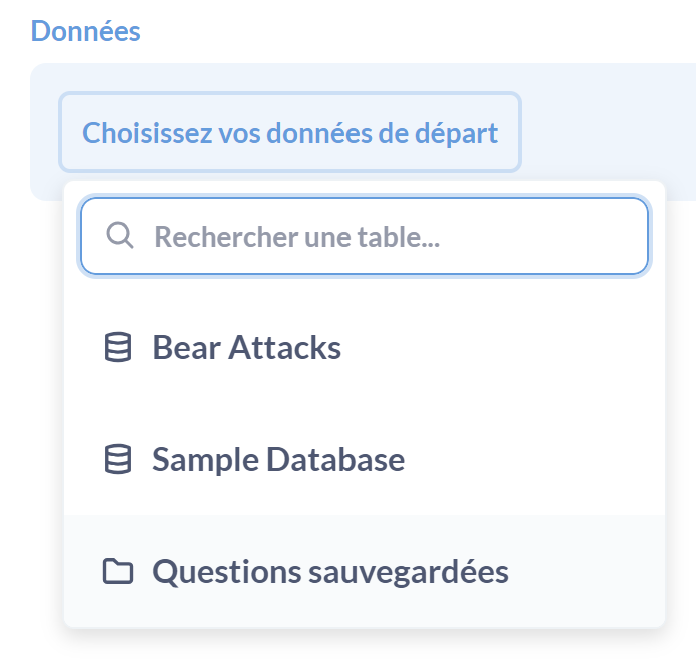 Données
Choisissez vos données de départ
Rechercher une table...
Bear Attacks
Sample Database
Questions sauvegardées